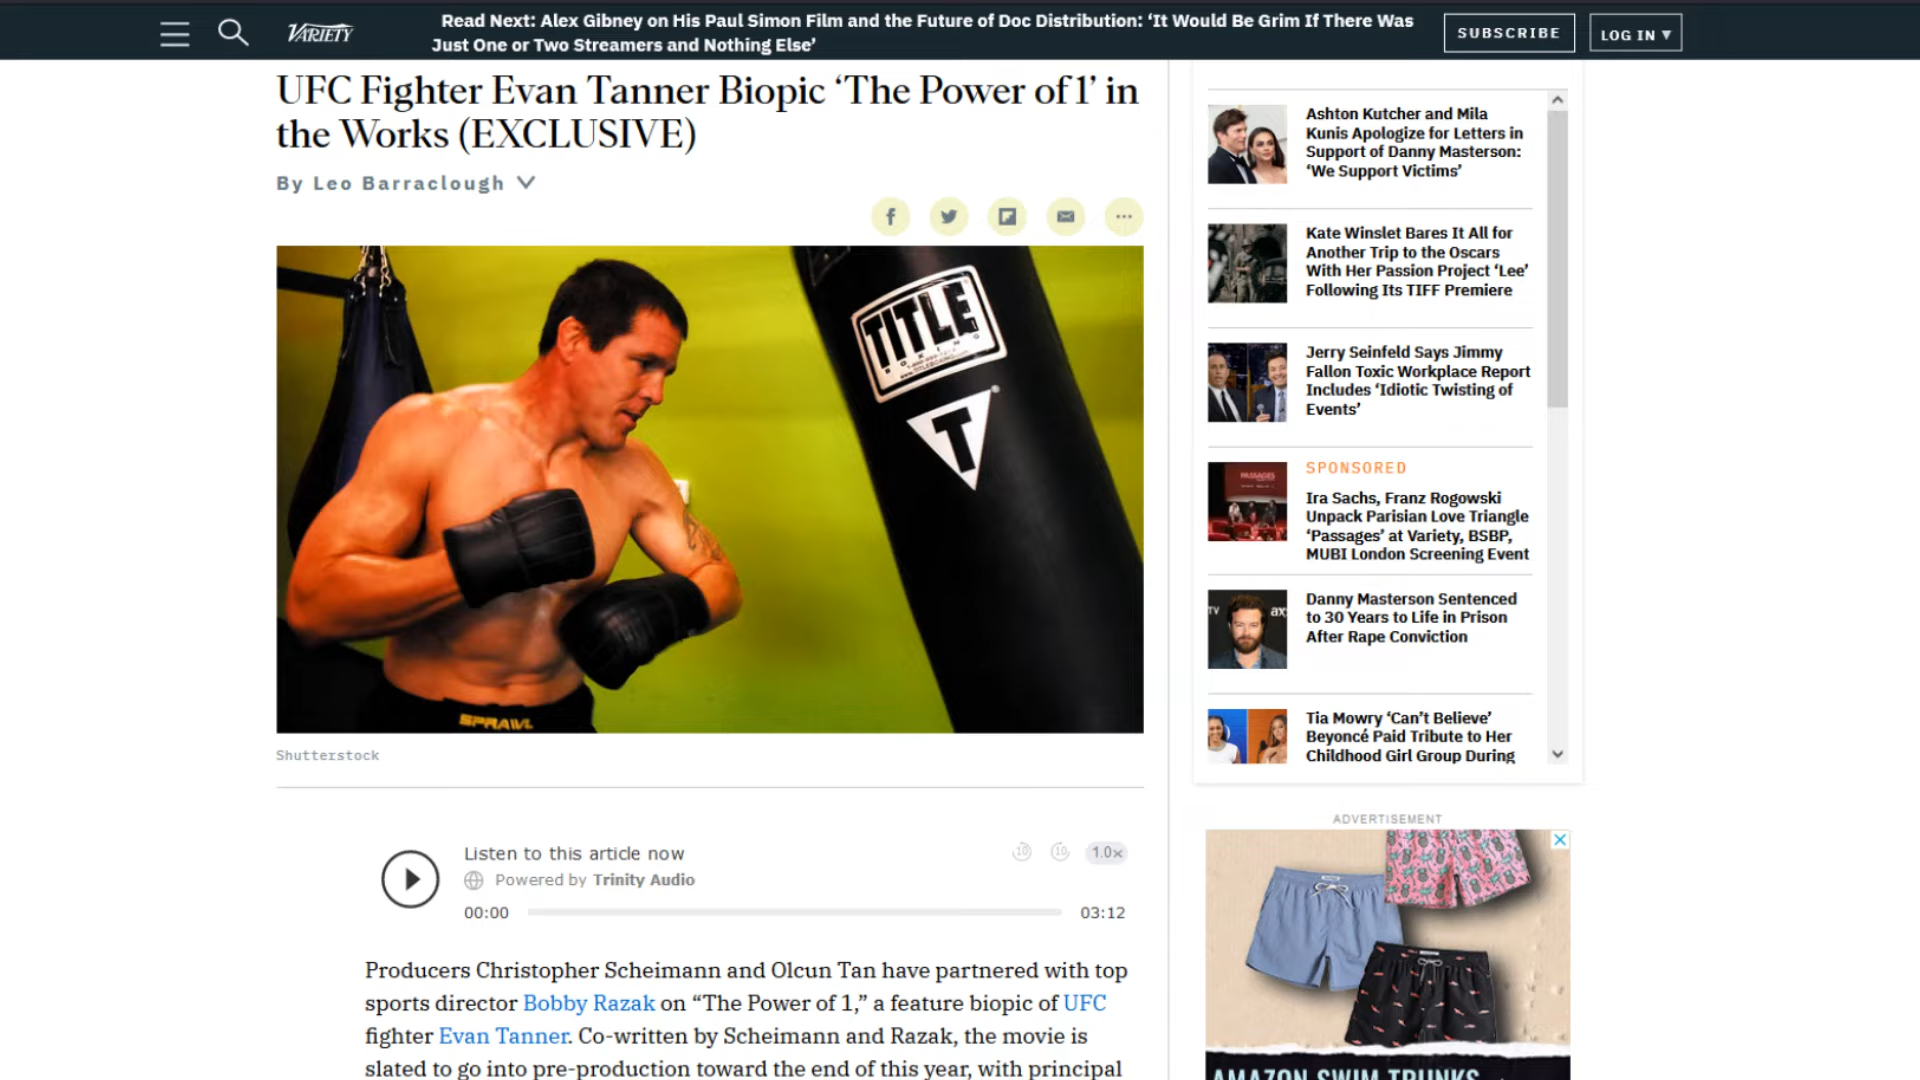 VARIETY
Read Next: Alex Gibney on His Paul Simon Film and the Future of Doc Distribution: ‘It Would Be Grim If There Was
Just One or Two Streamers and Nothing Else’
SUBSCRIBE
LOG IN ▾
UFC Fighter Evan Tanner Biopic ‘The Power of 1’ in
the Works (EXCLUSIVE)
By Leo Barraclough
TITLE
BOXING
T
SPRAWL
Shutterstock
Listen to this article now
10
10
1.0×
Powered by Trinity Audio
00:00
03:12
Producers Christopher Scheimann and Olcun Tan have partnered with top
sports director Bobby Razak on “The Power of 1,” a feature biopic of UFC
fighter Evan Tanner. Co-written by Scheimann and Razak, the movie is
slated to go into pre-production toward the end of this year, with principal
Ashton Kutcher and Mila
Kunis Apologize for Letters in
Support of Danny Masterson:
‘We Support Victims’
Kate Winslet Bares It All for
Another Trip to the Oscars
With Her Passion Project ‘Lee’
Following Its TIFF Premiere
Jerry Seinfeld Says Jimmy
Fallon Toxic Workplace Report
Includes ‘Idiotic Twisting of
Events’
SPONSORED
PASSAGES
Ira Sachs, Franz Rogowski
Unpack Parisian Love Triangle
‘Passages’ at Variety, BSBP,
MUBI London Screening Event
TV
ax
Danny Masterson Sentenced
to 30 Years to Life in Prison
After Rape Conviction
Tia Mowry ‘Can’t Believe’
Beyoncé Paid Tribute to Her
Childhood Girl Group During
ADVERTISEMENT
AMAZON SWIM TRUNKS